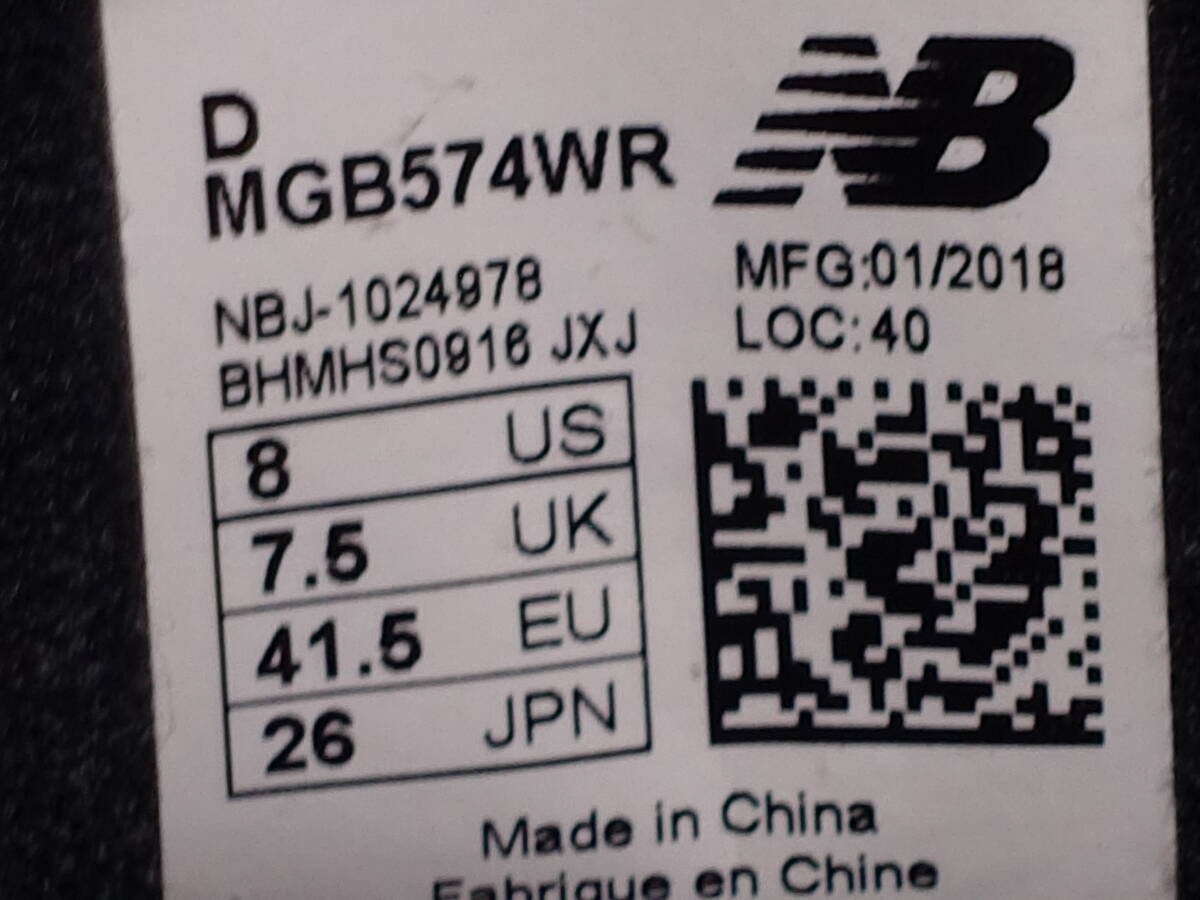 D
MGB574WR
NB
NBJ-1024978
BHMHS0916 JXJ
MFG:01/2018
LOC:40
8 US
7.5 UK
41.5 EU
26 JPN
Made in China
Fabrique en Chine